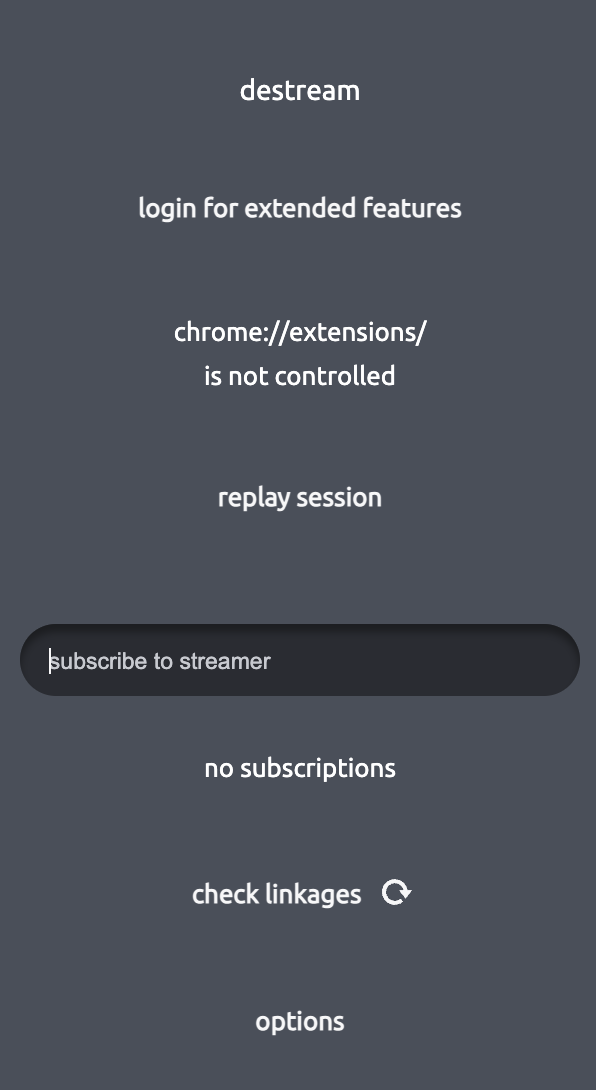 destream
login for extended features
chrome://extensions/
is not controlled
replay session
subscribe to streamer
no subscriptions
check linkages
options